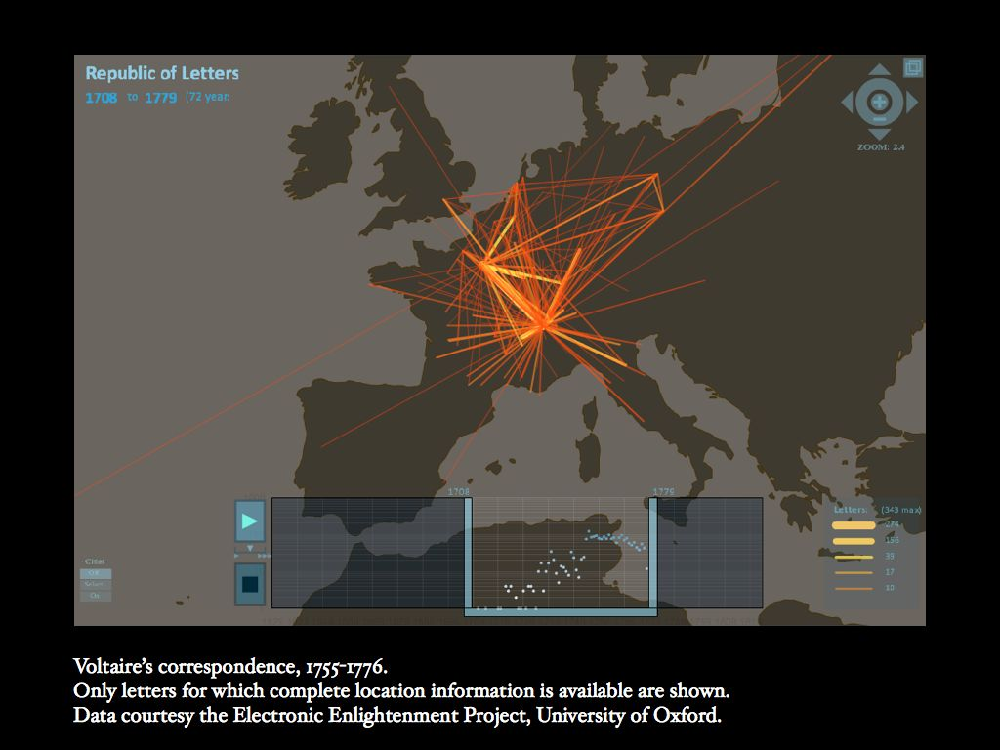 Republic of Letters
1708 to 1779 (72 year
ZOOM: 2.4
1708 1779
Letters: (343 max)
274
156
39
17
10
- Cities -
On
Voltaire's correspondence, 1755-1776.
Only letters for which complete location information is available are shown.
Data courtesy the Electronic Enlightenment Project, University of Oxford.